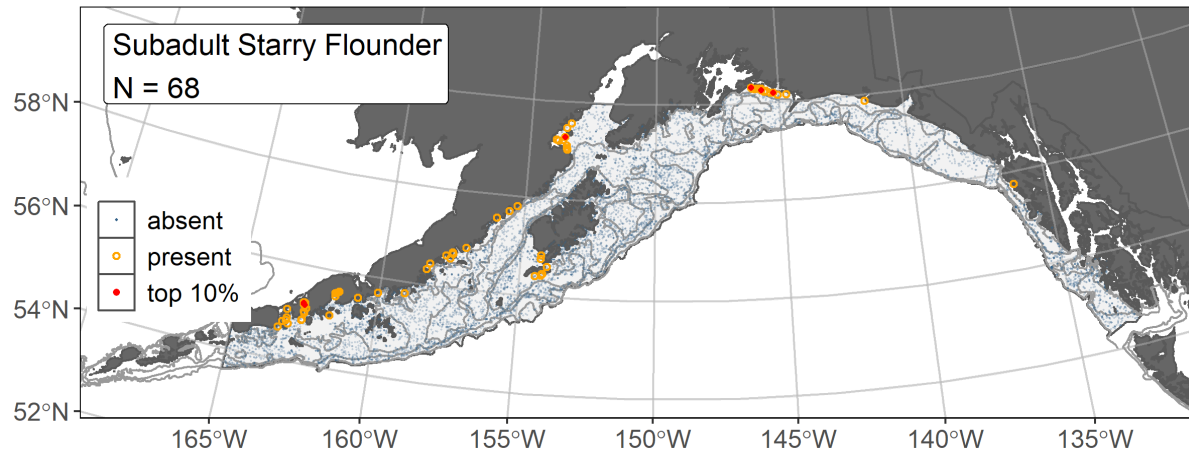 Subadult Starry Flounder
N = 68
58°N
56°N
54°N
52°N
absent
present
top 10%
165°W
160°W
155°W
150°W
145°W
140°W
135°W